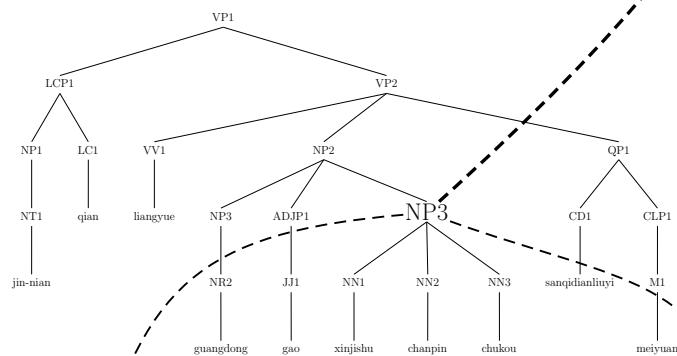 VP1
LCP1 VP2
NP1 LC1 VV1 NP2 QP1
NT1 qian liangyue NP3 ADJP1 NP3 CD1 CLP1
jin-nian NR2 JJ1 NN1 NN2 NN3 sanqidianliuyi M1
guangdong gao xinjishu chanpin chukou meiyuan